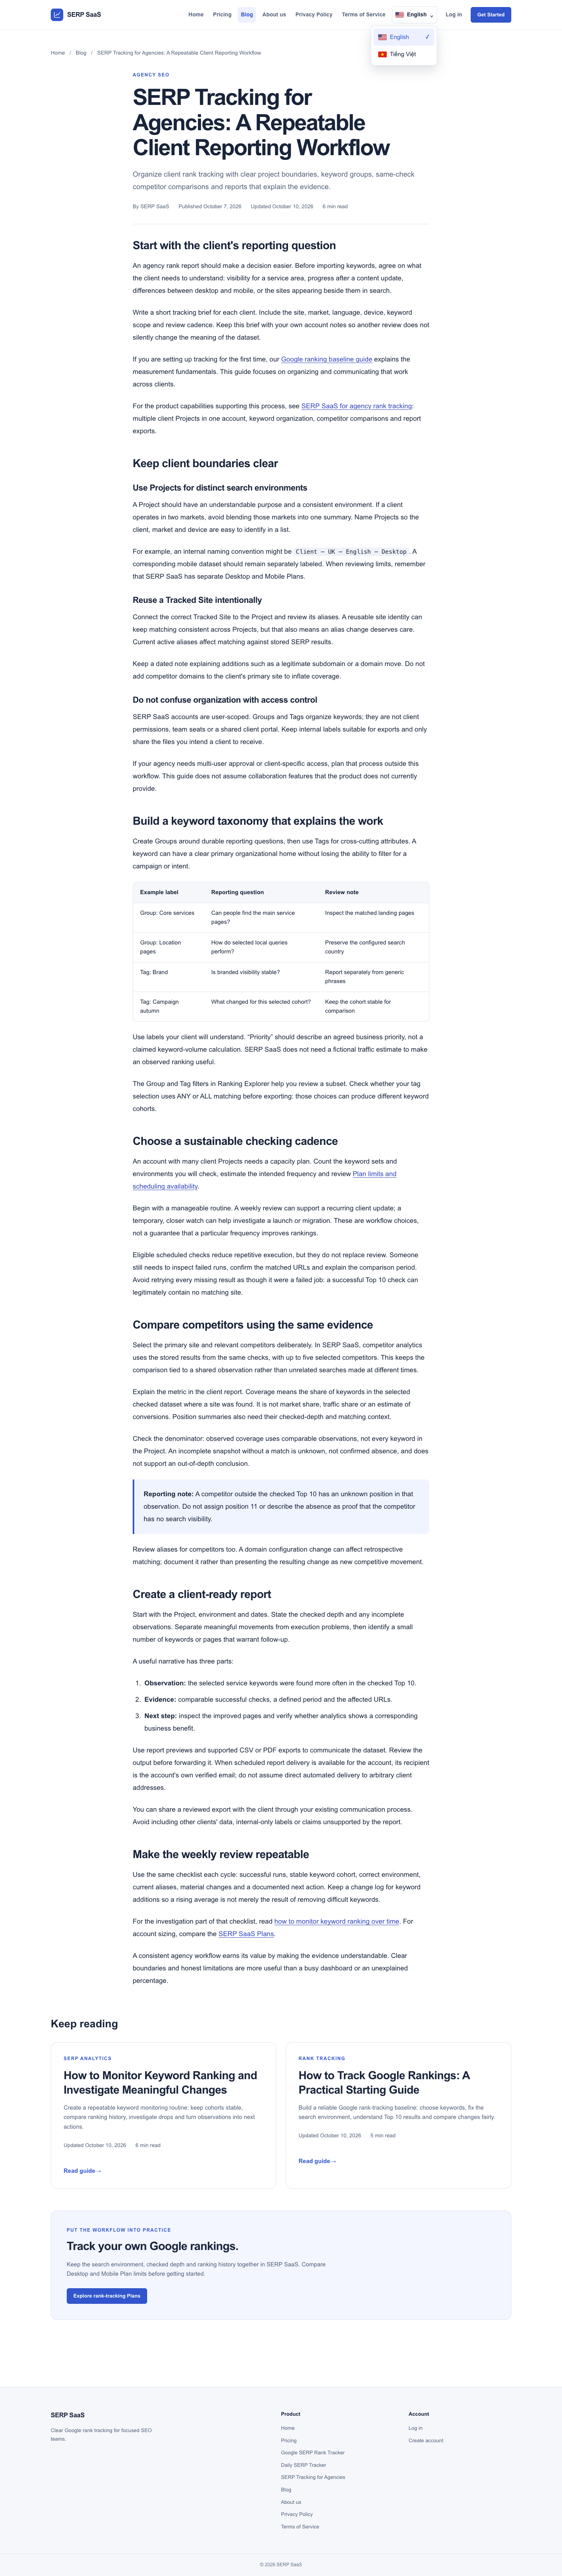 SERP SaaS
Home Pricing Blog About us Privacy Policy Terms of Service English Log in Get Started
English ✓
Tiếng Việt
Home / Blog / SERP Tracking for Agencies: A Repeatable Client Reporting Workflow
AGENCY SEO
SERP Tracking for
Agencies: A Repeatable
Client Reporting Workflow
Organize client rank tracking with clear project boundaries, keyword groups, same-check
competitor comparisons and reports that explain the evidence.
By SERP SaaS Published October 7, 2026 Updated October 10, 2026 6 min read
Start with the client's reporting question
An agency rank report should make a decision easier. Before importing keywords, agree on what
the client needs to understand: visibility for a service area, progress after a content update,
differences between desktop and mobile, or the sites appearing beside them in search.
Write a short tracking brief for each client. Include the site, market, language, device, keyword
scope and review cadence. Keep this brief with your own account notes so another review does not
silently change the meaning of the dataset.
If you are setting up tracking for the first time, our Google ranking baseline guide explains the
measurement fundamentals. This guide focuses on organizing and communicating that work
across clients.
For the product capabilities supporting this process, see SERP SaaS for agency rank tracking:
multiple client Projects in one account, keyword organization, competitor comparisons and report
exports.
Keep client boundaries clear
Use Projects for distinct search environments
A Project should have an understandable purpose and a consistent environment. If a client
operates in two markets, avoid blending those markets into one summary. Name Projects so the
client, market and device are easy to identify in a list.
For example, an internal naming convention might be Client — UK — English — Desktop. A
corresponding mobile dataset should remain separately labeled. When reviewing limits, remember
that SERP SaaS has separate Desktop and Mobile Plans.
Reuse a Tracked Site intentionally
Connect the correct Tracked Site to the Project and review its aliases. A reusable site identity can
keep matching consistent across Projects, but that also means an alias change deserves care.
Current active aliases affect matching against stored SERP results.
Keep a dated note explaining additions such as a legitimate subdomain or a domain move. Do not
add competitor domains to the client's primary site to inflate coverage.
Do not confuse organization with access control
SERP SaaS accounts are user-scoped. Groups and Tags organize keywords; they are not client
permissions, team seats or a shared client portal. Keep internal labels suitable for exports and only
share the files you intend a client to receive.
If your agency needs multi-user approval or client-specific access, plan that process outside this
workflow. This guide does not assume collaboration features that the product does not currently
provide.
Build a keyword taxonomy that explains the work
Create Groups around durable reporting questions, then use Tags for cross-cutting attributes. A
keyword can have a clear primary organizational home without losing the ability to filter for a
campaign or intent.
Example label Reporting question Review note
Group: Core services Can people find the main service pages? Inspect the matched landing pages
Group: Location pages How do selected local queries perform? Preserve the configured search country
Tag: Brand Is branded visibility stable? Report separately from generic phrases
Tag: Campaign autumn What changed for this selected cohort? Keep the cohort stable for comparison
Use labels your client will understand. “Priority” should describe an agreed business priority, not a
claimed keyword-volume calculation. SERP SaaS does not need a fictional traffic estimate to make
an observed ranking useful.
The Group and Tag filters in Ranking Explorer help you review a subset. Check whether your tag
selection uses ANY or ALL matching before exporting: those choices can produce different keyword
cohorts.
Choose a sustainable checking cadence
An account with many client Projects needs a capacity plan. Count the keyword sets and
environments you will check, estimate the intended frequency and review Plan limits and
scheduling availability.
Begin with a manageable routine. A weekly review can support a recurring client update; a
temporary, closer watch can help investigate a launch or migration. These are workflow choices,
not a guarantee that a particular frequency improves rankings.
Eligible scheduled checks reduce repetitive execution, but they do not replace review. Someone
still needs to inspect failed runs, confirm the matched URLs and explain the comparison period.
Avoid retrying every missing result as though it were a failed job: a successful Top 10 check can
legitimately contain no matching site.
Compare competitors using the same evidence
Select the primary site and relevant competitors deliberately. In SERP SaaS, competitor analytics
uses the stored results from the same checks, with up to five selected competitors. This keeps the
comparison tied to a shared observation rather than unrelated searches made at different times.
Explain the metric in the client report. Coverage means the share of keywords in the selected
checked dataset where a site was found. It is not market share, traffic share or an estimate of
conversions. Position summaries also need their checked-depth and matching context.
Check the denominator: observed coverage uses comparable observations, not every keyword in
the Project. An incomplete snapshot without a match is unknown, not confirmed absence, and does
not support an out-of-depth conclusion.
Reporting note: A competitor outside the checked Top 10 has an unknown position in that
observation. Do not assign position 11 or describe the absence as proof that the competitor
has no search visibility.
Review aliases for competitors too. A domain configuration change can affect retrospective
matching; document it rather than presenting the resulting change as new competitive movement.
Create a client-ready report
Start with the Project, environment and dates. State the checked depth and any incomplete
observations. Separate meaningful movements from execution problems, then identify a small
number of keywords or pages that warrant follow-up.
A useful narrative has three parts:
1. Observation: the selected service keywords were found more often in the checked Top 10.
2. Evidence: comparable successful checks, a defined period and the affected URLs.
3. Next step: inspect the improved pages and verify whether analytics shows a corresponding
business benefit.
Use report previews and supported CSV or PDF exports to communicate the dataset. Review the
output before forwarding it. When scheduled report delivery is available for the account, its recipient
is the account's own verified email; do not assume direct automated delivery to arbitrary client
addresses.
You can share a reviewed export with the client through your existing communication process.
Avoid including other clients' data, internal-only labels or claims unsupported by the report.
Make the weekly review repeatable
Use the same checklist each cycle: successful runs, stable keyword cohort, correct environment,
current aliases, material changes and a documented next action. Keep a change log for keyword
additions so a rising average is not merely the result of removing difficult keywords.
For the investigation part of that checklist, read how to monitor keyword ranking over time. For
account sizing, compare the SERP SaaS Plans.
A consistent agency workflow earns its value by making the evidence understandable. Clear
boundaries and honest limitations are more useful than a busy dashboard or an unexplained
percentage.
Keep reading
SERP ANALYTICS
How to Monitor Keyword Ranking and
Investigate Meaningful Changes
Create a repeatable keyword monitoring routine: keep cohorts stable,
compare ranking history, investigate drops and turn observations into next
actions.
Updated October 10, 2026 6 min read
Read guide→
RANK TRACKING
How to Track Google Rankings: A
Practical Starting Guide
Build a reliable Google rank-tracking baseline: choose keywords, fix the
search environment, understand Top 10 results and compare changes fairly.
Updated October 10, 2026 5 min read
Read guide→
PUT THE WORKFLOW INTO PRACTICE
Track your own Google rankings.
Keep the search environment, checked depth and ranking history together in SERP SaaS. Compare
Desktop and Mobile Plan limits before getting started.
Explore rank-tracking Plans
SERP SaaS
Clear Google rank tracking for focused SEO
teams.
Product
Home
Pricing
Google SERP Rank Tracker
Daily SERP Tracker
SERP Tracking for Agencies
Blog
About us
Privacy Policy
Terms of Service
Account
Log in
Create account
© 2026 SERP SaaS